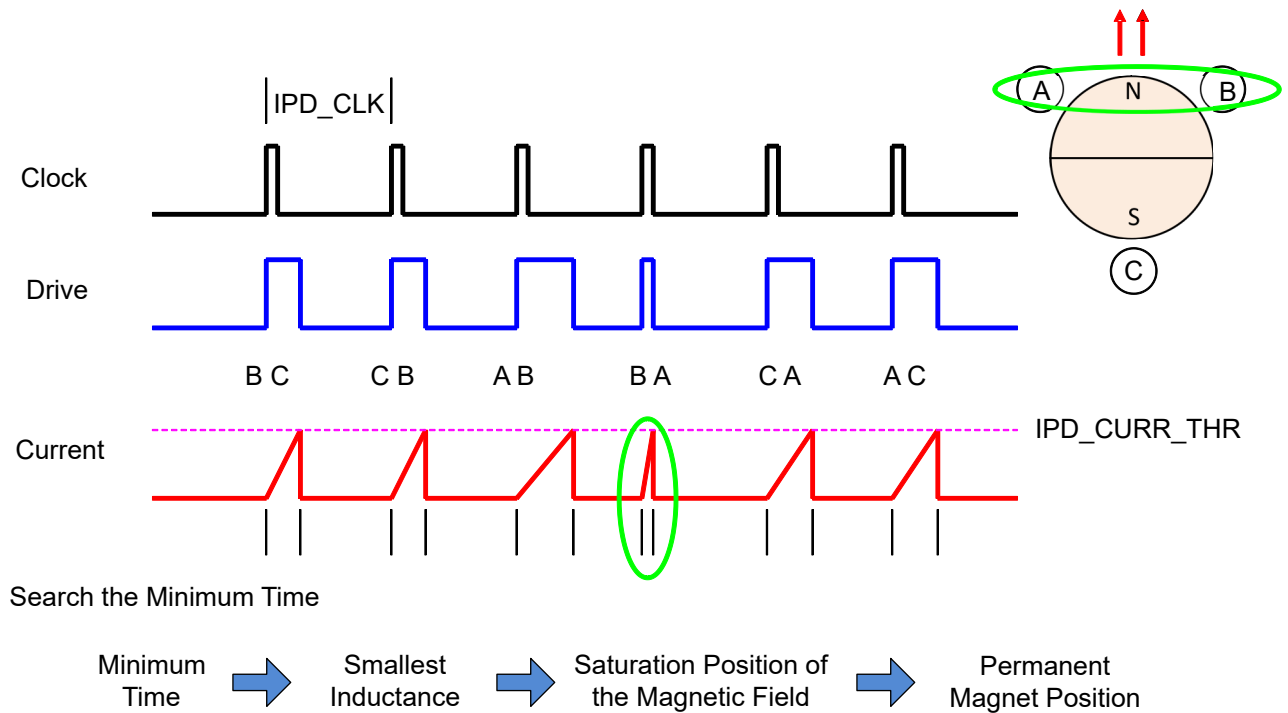 IPD_CLK
A
N
B
Clock
S
C
Drive
B C
C B
A B
B A
C A
A C
IPD_CURR_THR
Current
Search the Minimum Time
Minimum
Time
Smallest
Inductance
Saturation Position of
the Magnetic Field
Permanent
Magnet Position